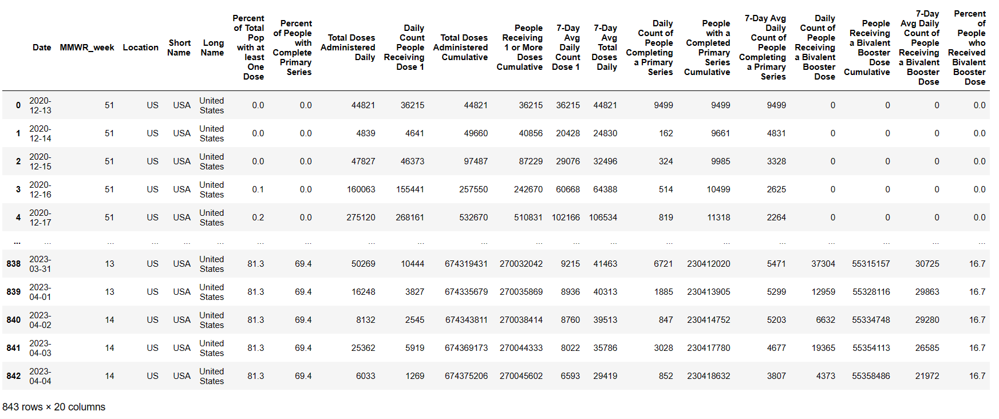 Date MMWR_week Location Short Name Long Name Percent of Total Pop with at least One Dose Percent of People with Complete Primary Series Total Doses Administered Daily Daily Count People Receiving Dose 1 Total Doses Administered Cumulative People Receiving 1 or More Doses Cumulative 7-Day Avg Daily Count Dose 1 7-Day Avg Total Doses Daily Daily Count of People Completing a Primary Series People with a Completed Primary Series Cumulative 7-Day Avg Daily Count of People Completing a Primary Series Daily Count of People Receiving a Bivalent Booster Dose People Receiving a Bivalent Booster Dose Cumulative 7-Day Avg Daily Count of People Receiving a Bivalent Booster Dose Percent of People who Received Bivalent Booster Dose
0 2020-12-13 51 US USA United States 0.0 0.0 44821 36215 44821 36215 36215 44821 9499 9499 9499 0 0 0 0.0
1 2020-12-14 51 US USA United States 0.0 0.0 4839 4641 49660 40856 20428 24830 162 9661 4831 0 0 0 0.0
2 2020-12-15 51 US USA United States 0.0 0.0 47827 46373 97487 87229 29076 32496 324 9985 3328 0 0 0 0.0
3 2020-12-16 51 US USA United States 0.1 0.0 160063 155441 257550 242670 60668 64388 514 10499 2625 0 0 0 0.0
4 2020-12-17 51 US USA United States 0.2 0.0 275120 268161 532670 510831 102166 106534 819 11318 2264 0 0 0 0.0
... ... ... ... ... ... ... ... ... ... ... ... ... ... ... ... ... ... ... ... ...
838 2023-03-31 13 US USA United States 81.3 69.4 50269 10444 674319431 270032042 9215 41463 6721 230412020 5471 37304 55315157 30725 16.7
839 2023-04-01 13 US USA United States 81.3 69.4 16248 3827 674335679 270035869 8936 40313 1885 230413905 5299 12959 55328116 29863 16.7
840 2023-04-02 14 US USA United States 81.3 69.4 8132 2545 674343811 270038414 8760 39513 847 230414752 5203 6632 55334748 29280 16.7
841 2023-04-03 14 US USA United States 81.3 69.4 25362 5919 674369173 270044333 8022 35786 3028 230417780 4677 19365 55354113 26585 16.7
842 2023-04-04 14 US USA United States 81.3 69.4 6033 1269 674375206 270045602 6593 29419 852 230418632 3807 4373 55358486 21972 16.7
843 rows × 20 columns